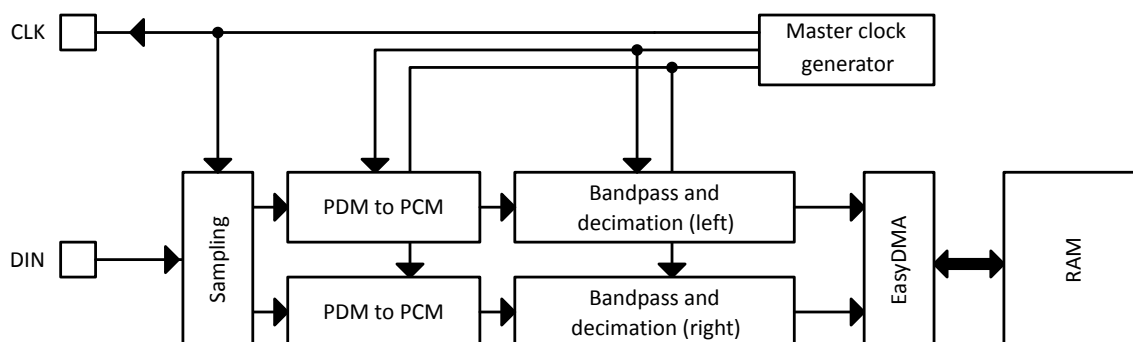 CLK
Master clock
generator
PDM to PCM
Bandpass and
decimation (left)
DIN
Sampling
EasyDMA
RAM
PDM to PCM
Bandpass and
decimation (right)